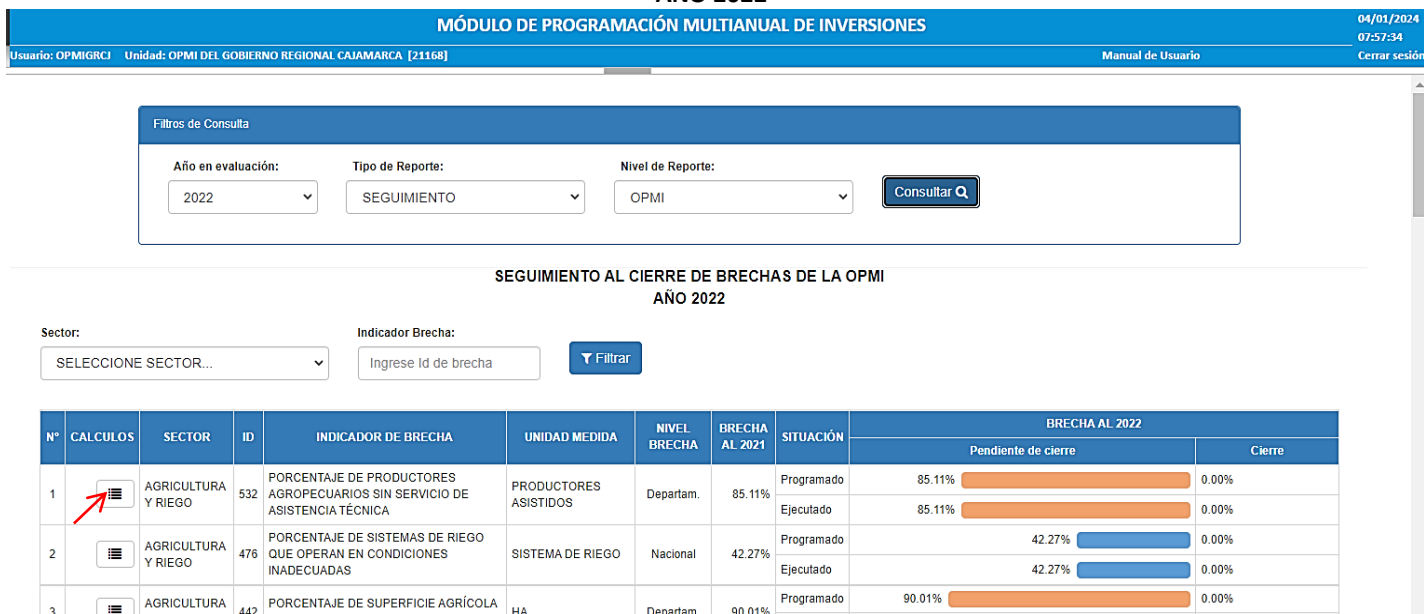 AÑO 2022
MÓDULO DE PROGRAMACIÓN MULTIANUAL DE INVERSIONES
04/01/2024
07:57:34
Usuario: OPMIGRCJ Unidad: OPMI DEL GOBIERNO REGIONAL CAJAMARCA [21168]
Manual de Usuario
Cerrar sesión
Filtros de Consulta
Año en evaluación: Tipo de Reporte: Nivel de Reporte:
2022 SEGUIMIENTO OPMI Consultar
SEGUIMIENTO AL CIERRE DE BRECHAS DE LA OPMI
AÑO 2022
Sector: Indicador Brecha:
SELECCIONE SECTOR... Ingrese Id de brecha Filtrar
N° CALCULOS SECTOR ID INDICADOR DE BRECHA UNIDAD MEDIDA NIVEL BRECHA BRECHA AL 2021 SITUACIÓN BRECHA AL 2022
Pendiente de cierre Cierre
1 AGRICULTURA Y RIEGO 532 PORCENTAJE DE PRODUCTORES AGROPECUARIOS SIN SERVICIO DE ASISTENCIA TÉCNICA PRODUCTORES ASISTIDOS Departam. 85.11% Programado 85.11% 0.00%
Ejecutado 85.11% 0.00%
2 AGRICULTURA Y RIEGO 476 PORCENTAJE DE SISTEMAS DE RIEGO QUE OPERAN EN CONDICIONES INADECUADAS SISTEMA DE RIEGO Nacional 42.27% Programado 42.27% 0.00%
Ejecutado 42.27% 0.00%
3 AGRICULTURA 442 PORCENTAJE DE SUPERFICIE AGRÍCOLA HA Departam. 90.01% Programado 90.01% 0.00%